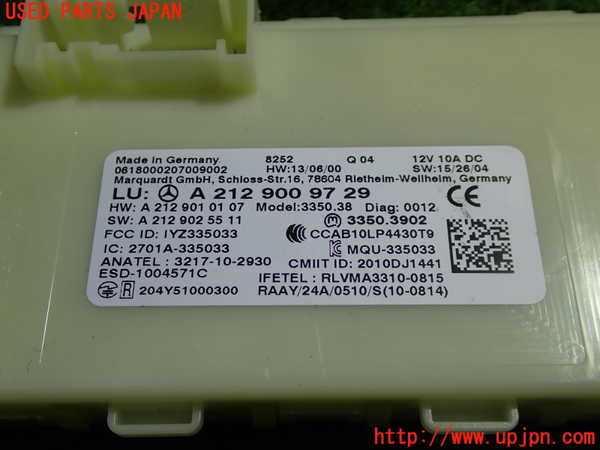 USED PARTS JAPAN
Made in Germany 8252 Q 04 12V 10A DC
0618000207009002 HW:13/06/00 SW:15/26/04
Marquardt GmbH, Schloss-Str.16, 78604 Rietheim-Weilheim, Germany
LU: A 212 900 97 29
HW: A 212 901 01 07 Model:3350.38 Diag: 0012
SW: A 212 902 55 11 3350.3902
FCC ID: IYZ335033 CCAB10LP4430T9
IC: 2701A-335033 MQU-335033
ANATEL : 3217-10-2930 CMIIT ID: 2010DJ1441
ESD-1004571C IFETEL: RLVMA3310-0815
R 204Y51000300 RAAY/24A/0510/S(10-0814)
CE
http://www.upjpn.com/